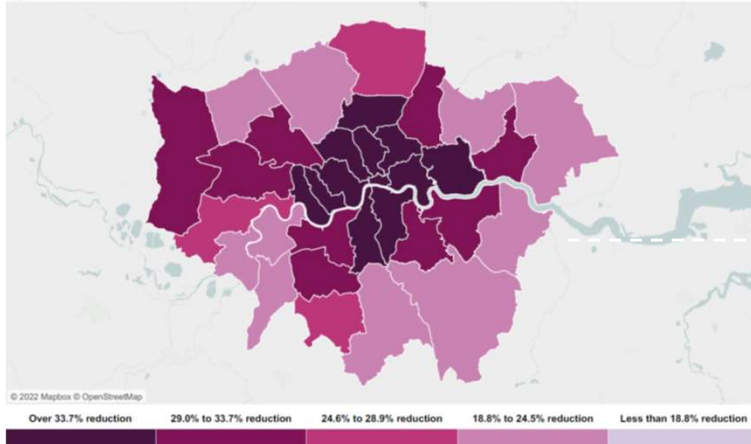 © 2022 Mapbox © OpenStreetMap
Over 33.7% reduction 29.0% to 33.7% reduction 24.6% to 28.9% reduction 18.8% to 24.5% reduction Less than 18.8% reduction